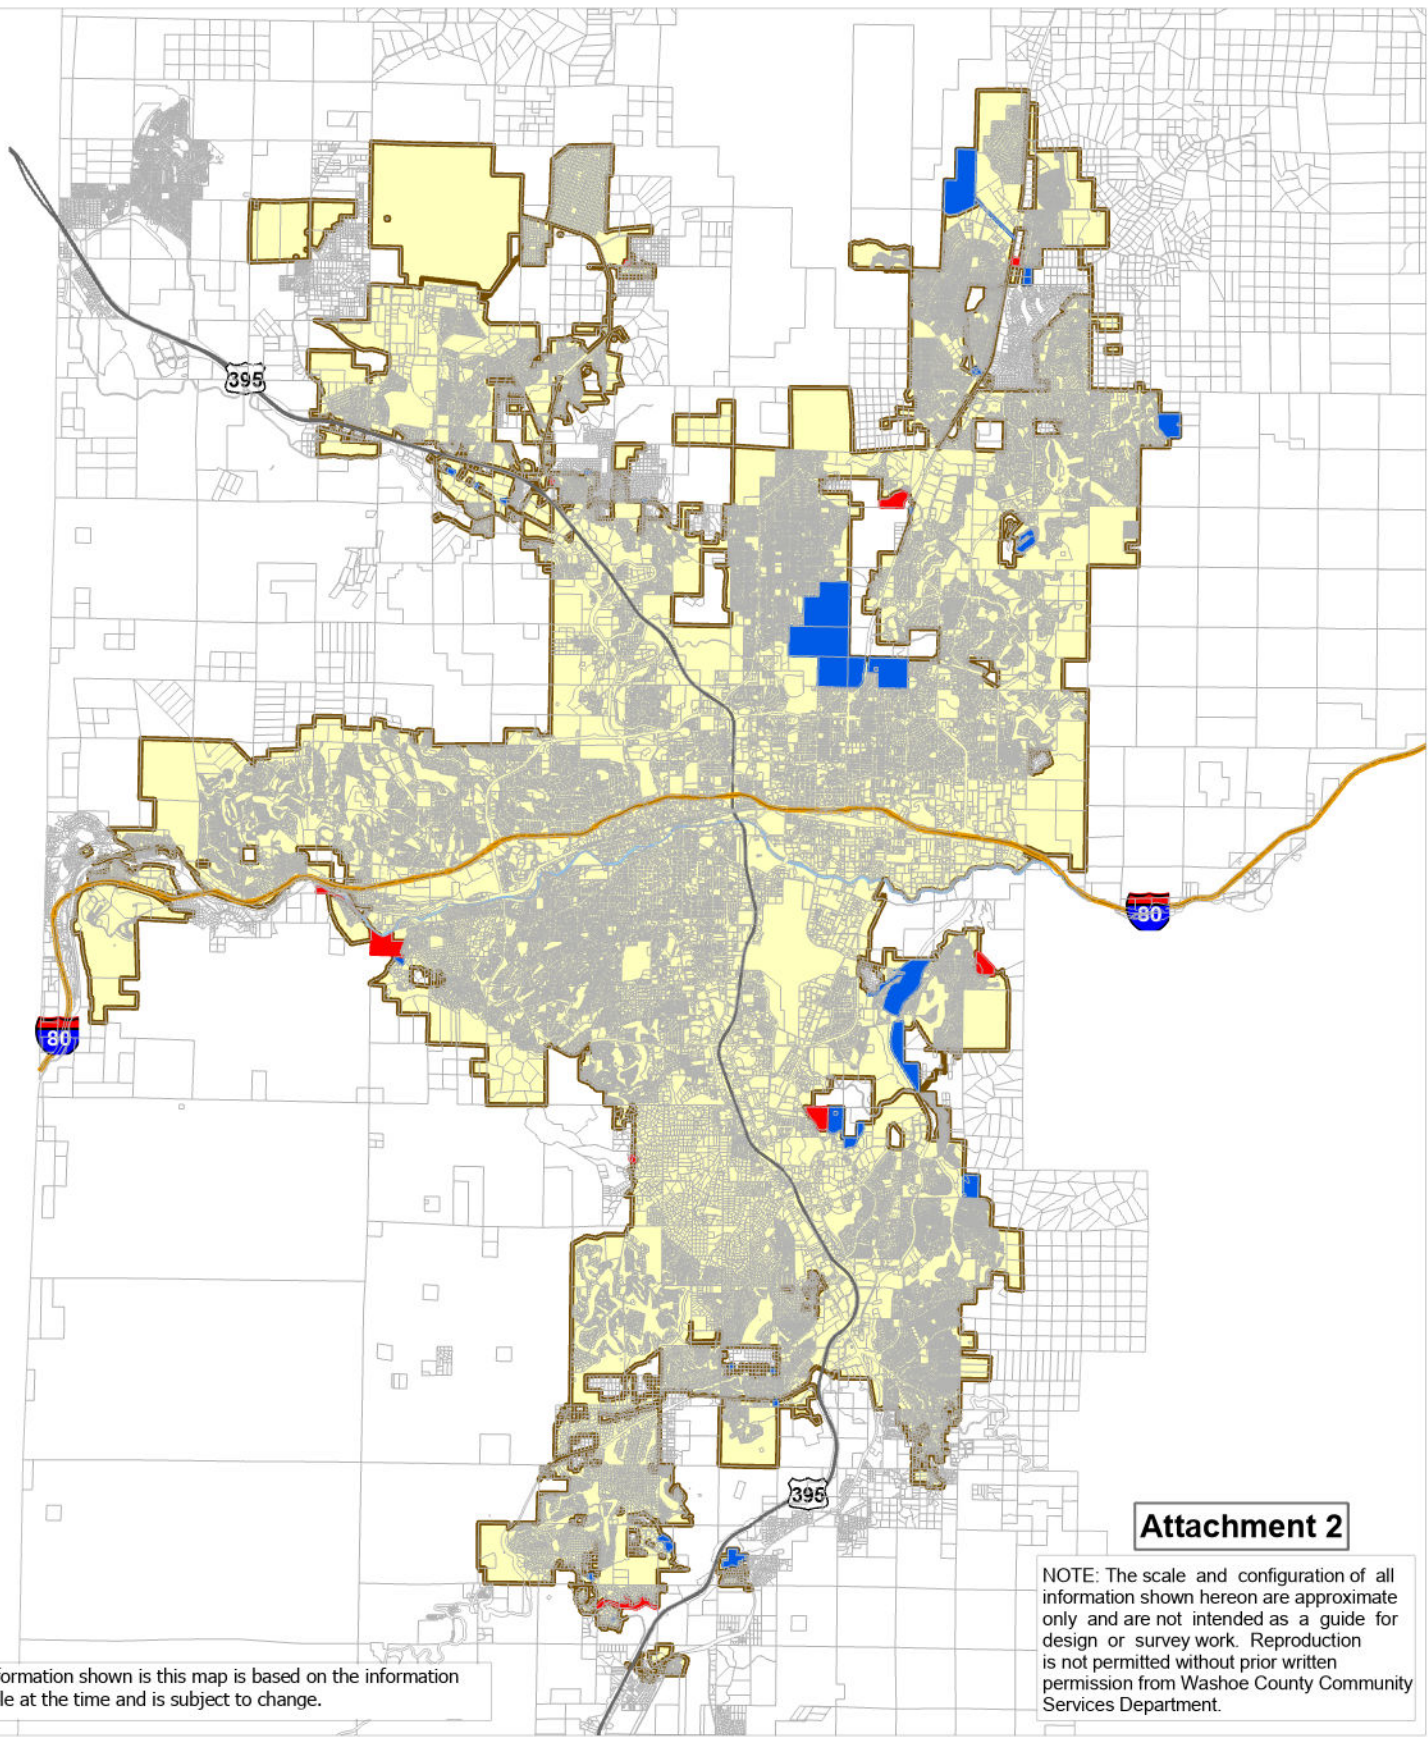 395
80
80
395
Attachment 2
NOTE: The scale and configuration of all
information shown hereon are approximate
only and are not intended as a guide for
design or survey work. Reproduction
is not permitted without prior written
permission from Washoe County Community
Services Department.
formation shown is this map is based on the information
le at the time and is subject to change.